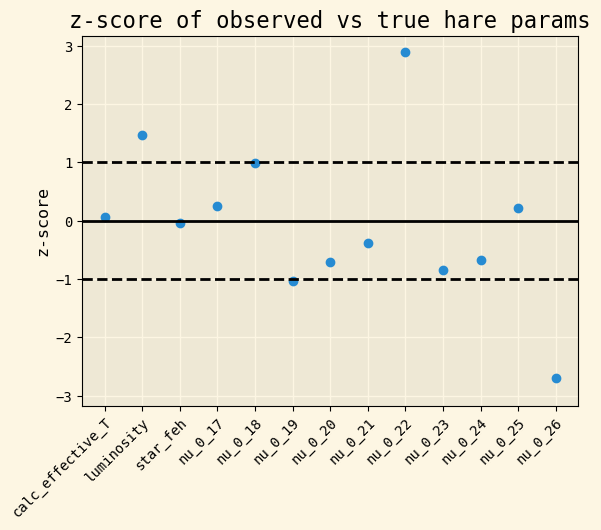 z-score of observed vs true hare params
z-score
3
2
1
0
−1
−2
−3
calc_effective_T
luminosity
star_feh
nu_0_17
nu_0_18
nu_0_19
nu_0_20
nu_0_21
nu_0_22
nu_0_23
nu_0_24
nu_0_25
nu_0_26